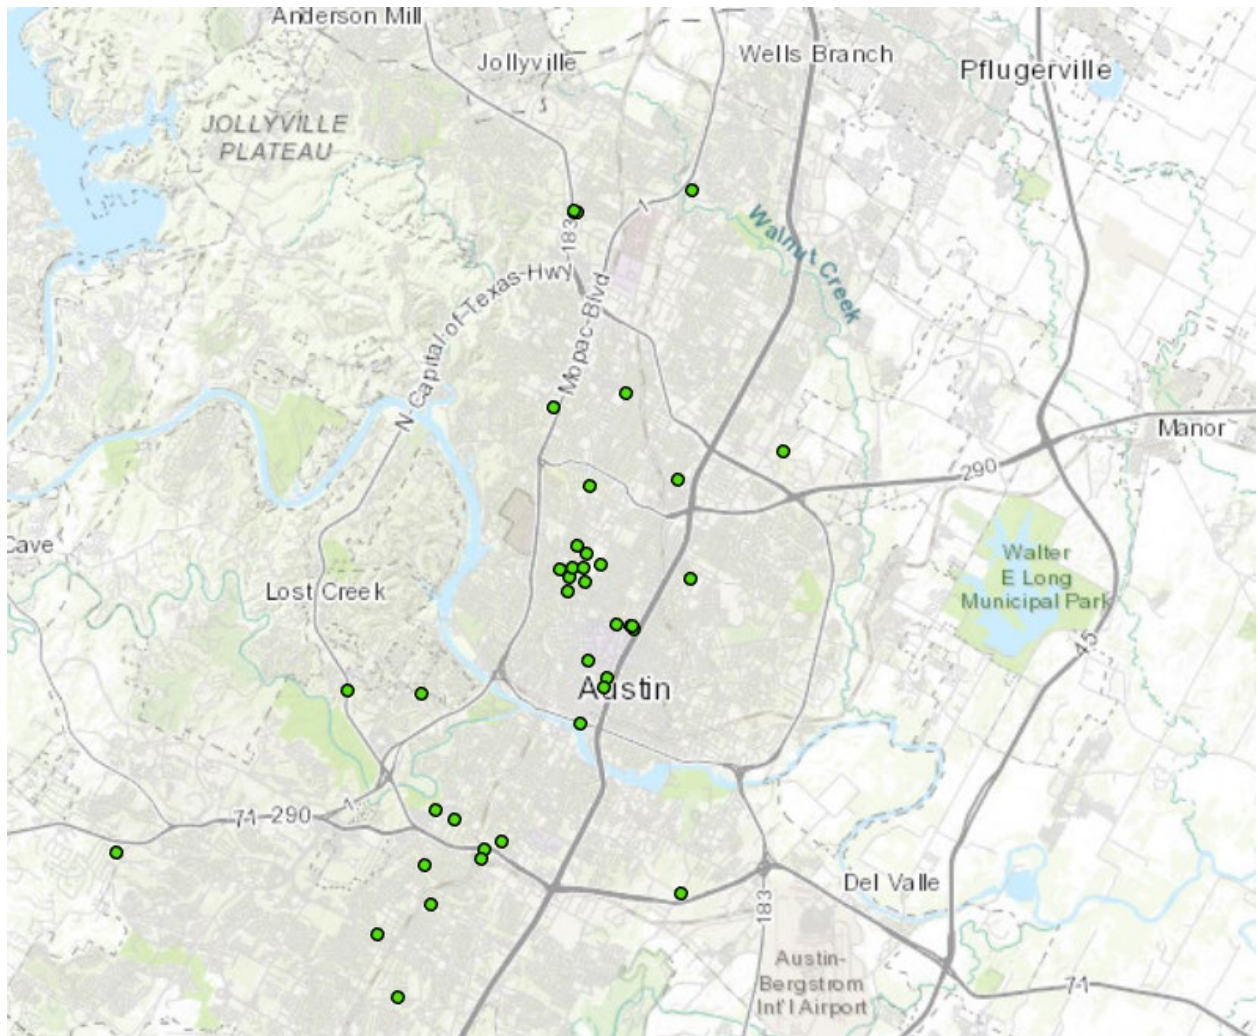 Anderson Mill
Jollyville
Wells Branch
Pflugerville
JOLLYVILLE
PLATEAU
1
183
Walnut Creek
N Capital of Texas Hwy
Mopac Blvd
Manor
290
Cave
Lost Creek
Walter
E Long
Municipal Park
45
Austin
71 290
1
Del Valle
183
Austin-
Bergstrom
Int'l Airport
71